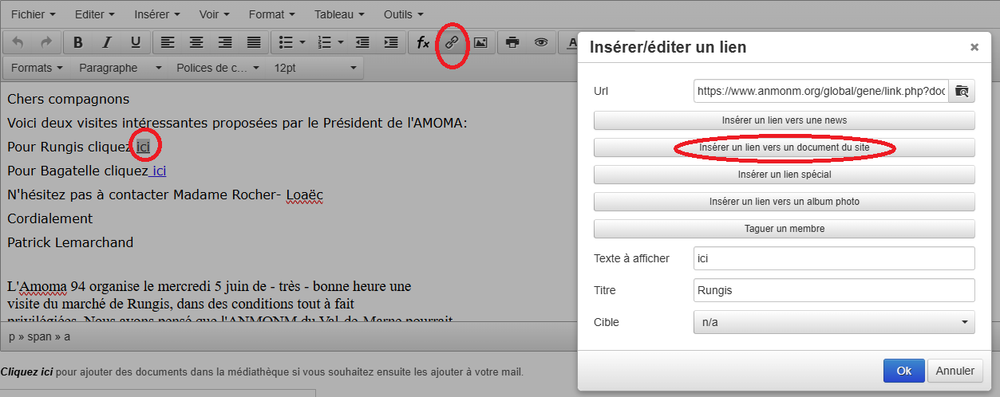 Fichier Editer Insérer Voir Format Tableau Outils
B I U fx A
Formats Paragraphe Polices de c... 12pt
Chers compagnons
Voici deux visites intéressantes proposées par le Président de l'AMOMA:
Pour Rungis cliquez ici
Pour Bagatelle cliquez ici
N'hésitez pas à contacter Madame Rocher- Loaëc
Cordialement
Patrick Lemarchand
L'Amoma 94 organise le mercredi 5 juin de - très - bonne heure une
visite du marché de Rungis, dans des conditions tout à fait
privilégiées. Nous avons pensé que l'ANMONM du Val-de-Marne pourrait
p » span » a
Cliquez ici pour ajouter des documents dans la médiathèque si vous souhaitez ensuite les ajouter à votre mail.
Insérer/éditer un lien ×
Url https://www.anmonm.org/global/gene/link.php?doc
Insérer un lien vers une news
Insérer un lien vers un document du site
Insérer un lien spécial
Insérer un lien vers un album photo
Taguer un membre
Texte à afficher ici
Titre Rungis
Cible n/a
Ok Annuler